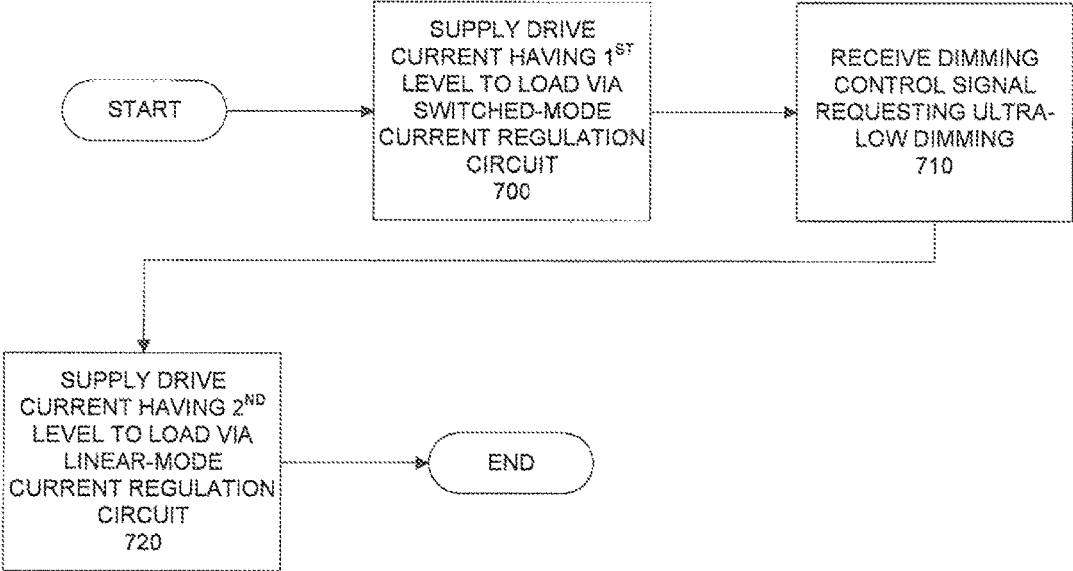 START
SUPPLY DRIVE
CURRENT HAVING 1ST
LEVEL TO LOAD VIA
SWITCHED-MODE
CURRENT REGULATION
CIRCUIT
700
RECEIVE DIMMING
CONTROL SIGNAL
REQUESTING ULTRA-
LOW DIMMING
710
SUPPLY DRIVE
CURRENT HAVING 2ND
LEVEL TO LOAD VIA
LINEAR-MODE
CURRENT REGULATION
CIRCUIT
720
END